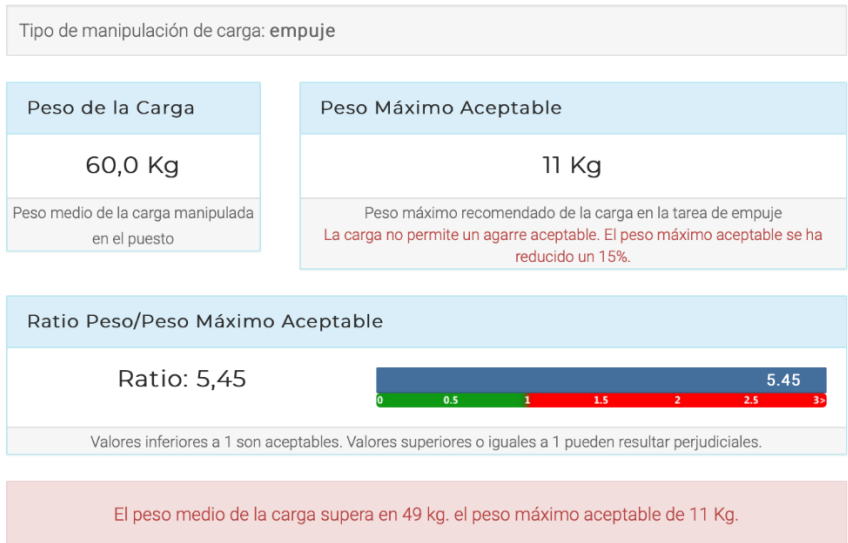 Tipo de manipulación de carga: empuje
Peso de la Carga
60,0 Kg
Peso medio de la carga manipulada
en el puesto
Peso Máximo Aceptable
11 Kg
Peso máximo recomendado de la carga en la tarea de empuje
La carga no permite un agarre aceptable. El peso máximo aceptable se ha
reducido un 15%.
Ratio Peso/Peso Máximo Aceptable
Ratio: 5,45
5.45
0 0.5 1 1.5 2 2.5 3>
Valores inferiores a 1 son aceptables. Valores superiores o iguales a 1 pueden resultar perjudiciales.
El peso medio de la carga supera en 49 kg. el peso máximo aceptable de 11 Kg.